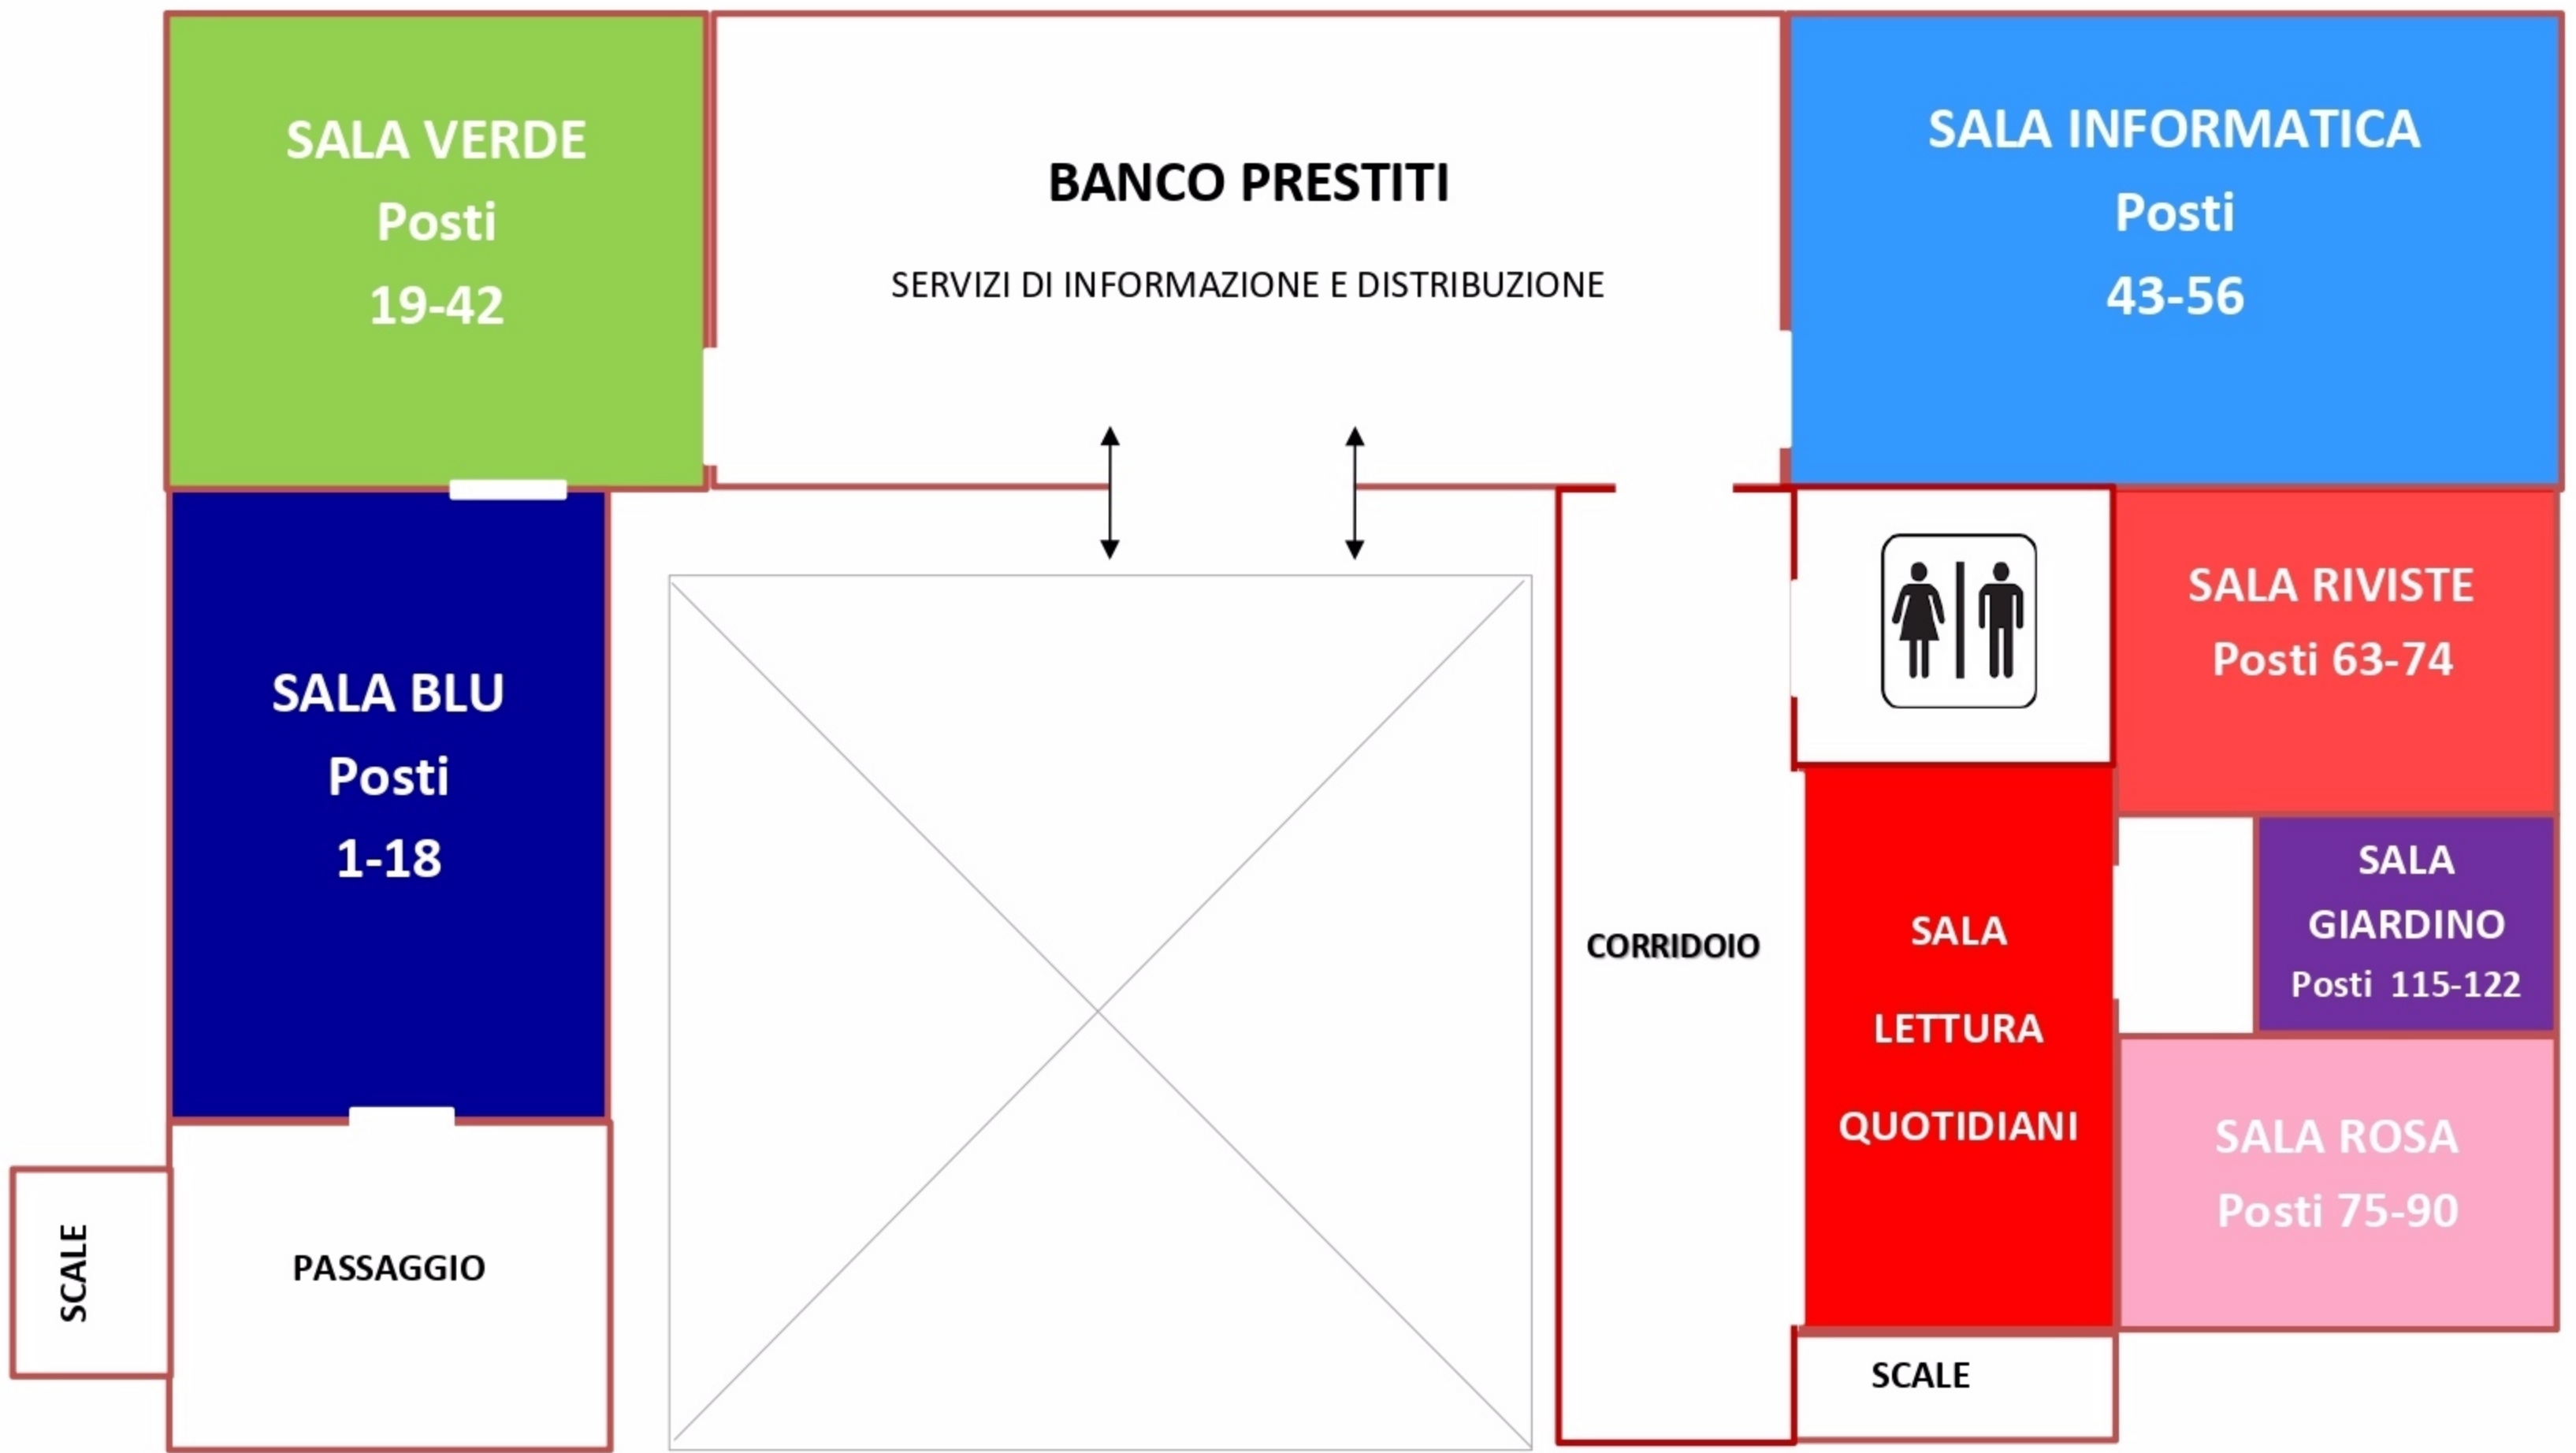 SALA VERDE
Posti
19-42
BANCO PRESTITI
SERVIZI DI INFORMAZIONE E DISTRIBUZIONE
SALA INFORMATICA
Posti
43-56
SALA BLU
Posti
1-18
SALA RIVISTE
Posti 63-74
CORRIDOIO
SALA
LETTURA
QUOTIDIANI
SALA
GIARDINO
Posti 115-122
SALA ROSA
Posti 75-90
SCALE
PASSAGGIO
SCALE